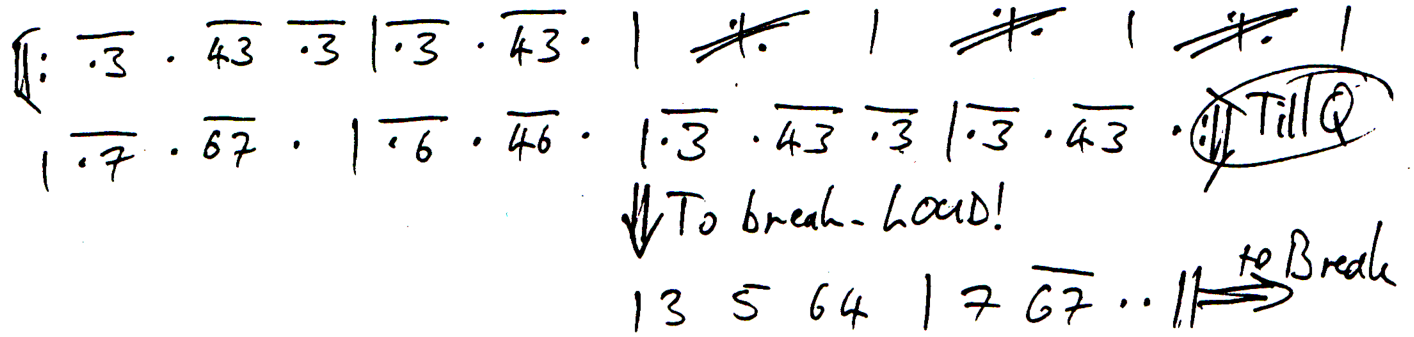 ‖: .3 . 43 .3 | .3 . 43 . | ٪ | ٪ | ٪ |
| .7 . 67 . | .6 . 46 . | .3 . 43 .3 | .3 . 43 . :‖ Till Q
To break - LOUD!
| 3 5 64 | 7 67 .. ‖ to Break